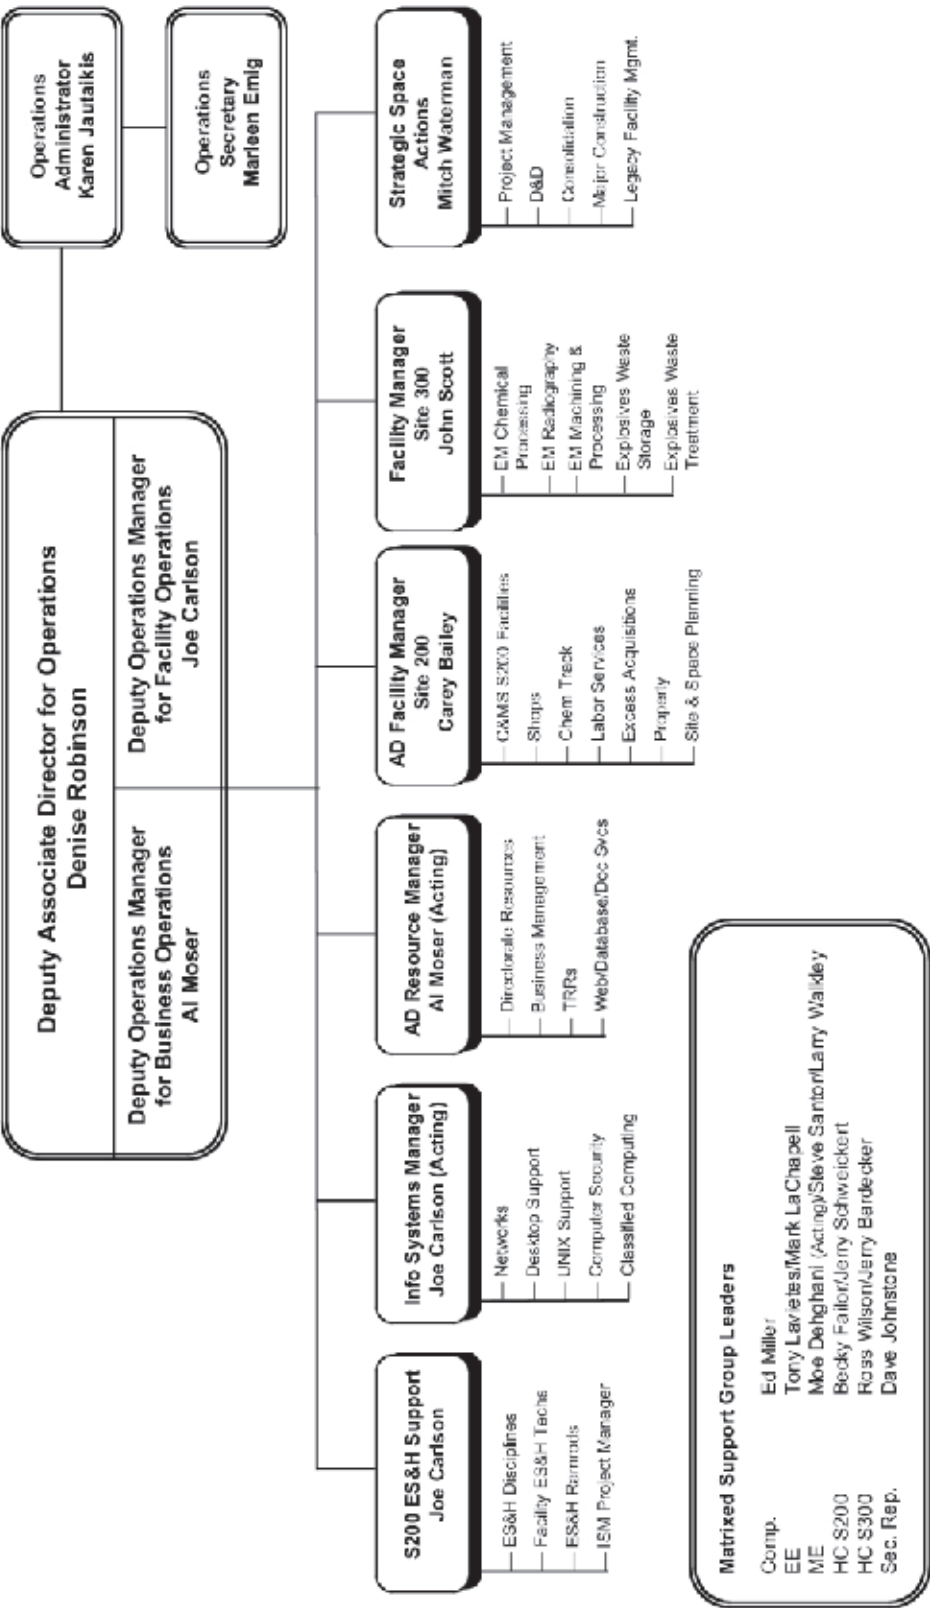 Deputy Associate Director for Operations
Denise Robinson
Deputy Operations Manager
for Business Operations
Al Moser
Deputy Operations Manager
for Facility Operations
Joe Carlson
Operations
Administrator
Karen Jautaikis
Operations
Secretary
Marleen Emig
S200 ES&H Support
Joe Carlson
ES&H Disciplines
Facility ES&H Techs
ES&H Ramrods
ISM Project Manager
Info Systems Manager
Joe Carlson (Acting)
Networks
Desktop Support
UNIX Support
Computer Security
Classified Computing
AD Resource Manager
Al Moser (Acting)
Directorate Resources
Business Management
TRRs
Web/Database/Doc Svcs
AD Facility Manager
Site 200
Carey Bailey
C&MS S200 Facilities
Shops
Chem Track
Labor Services
Excess Acquisitions
Property
Site & Space Planning
Facility Manager
Site 300
John Scott
EM Chemical
Processing
EM Radiography
EM Machining &
Processing
Explosives Waste
Storage
Explosives Waste
Treatment
Strategic Space
Actions
Mitch Waterman
Project Management
D&D
Consolidation
Major Construction
Legacy Facility Mgmt.
Matrixed Support Group Leaders
Comp. Ed Miller
EE Tony Lavietes/Mark LaChapell
ME Moe Dehghani (Acting)/Steve Santor/Larry Walkley
HC S200 Becky Failor/Jerry Schweickert
HC S300 Ross Wilson/Jerry Bardecker
Sec. Rep. Dave Johnstone